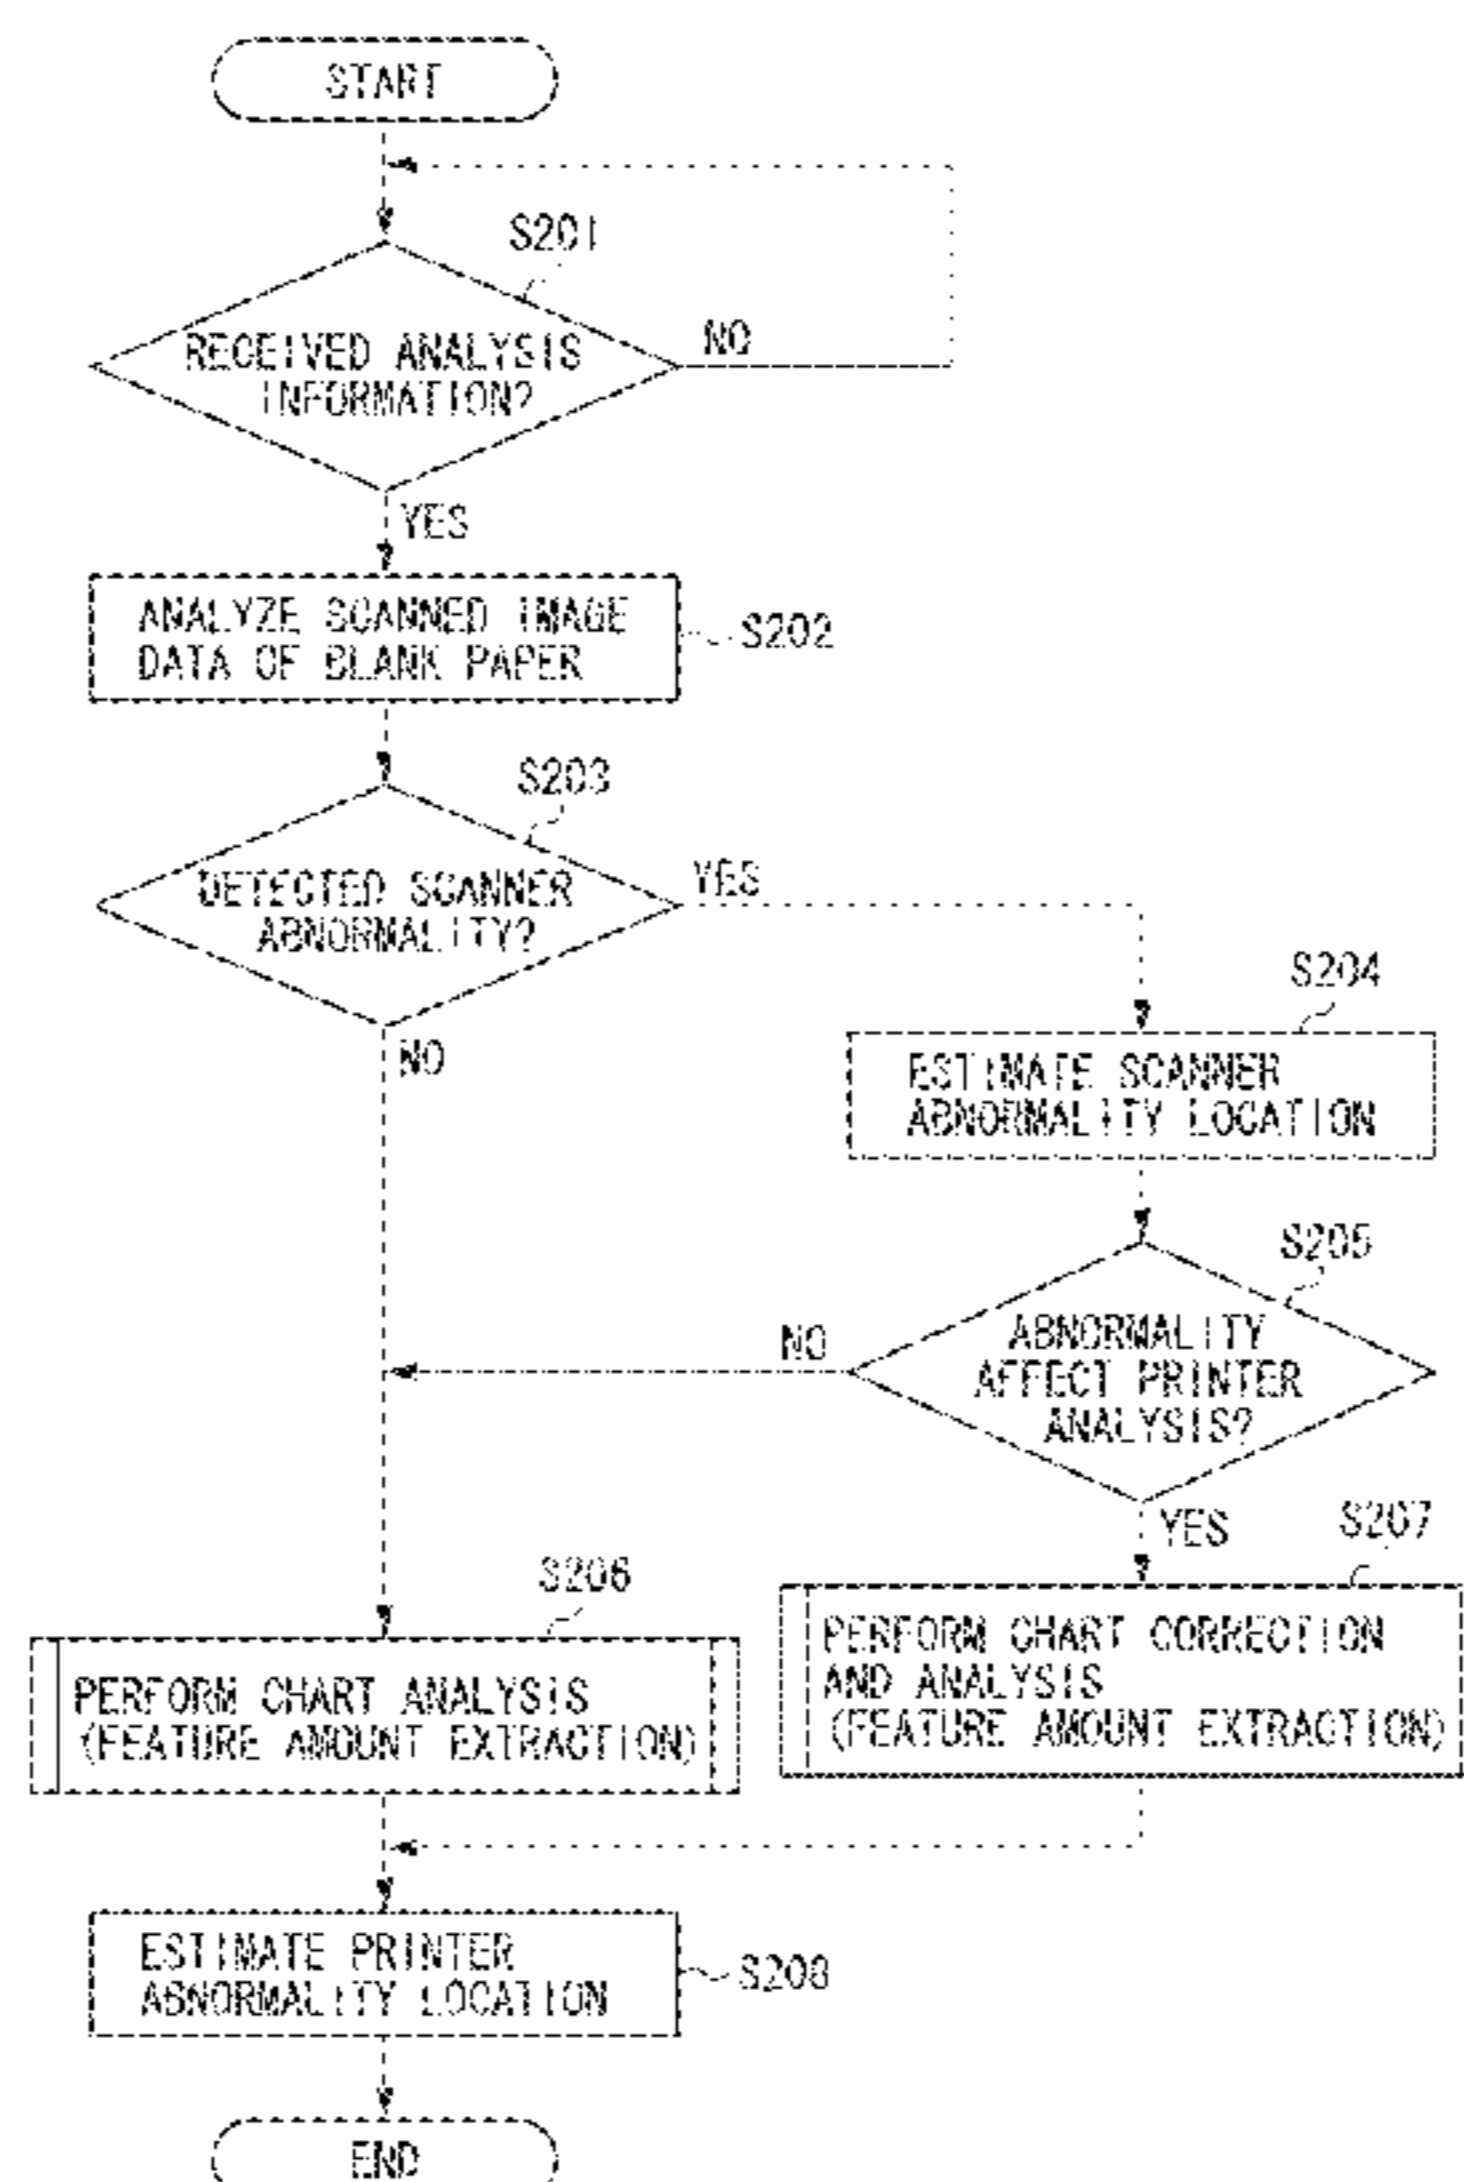 START
S201
RECEIVED ANALYSIS
INFORMATION?
NO
YES
ANALYZE SCANNED IMAGE
DATA OF BLANK PAPER
S202
S203
DETECTED SCANNER
ABNORMALITY?
YES
NO
S204
ESTIMATE SCANNER
ABNORMALITY LOCATION
S205
ABNORMALITY
AFFECT PRINTER
ANALYSIS?
NO
YES
S206
PERFORM CHART ANALYSIS
(FEATURE AMOUNT EXTRACTION)
S207
PERFORM CHART CORRECTION
AND ANALYSIS
(FEATURE AMOUNT EXTRACTION)
ESTIMATE PRINTER
ABNORMALITY LOCATION
S208
END